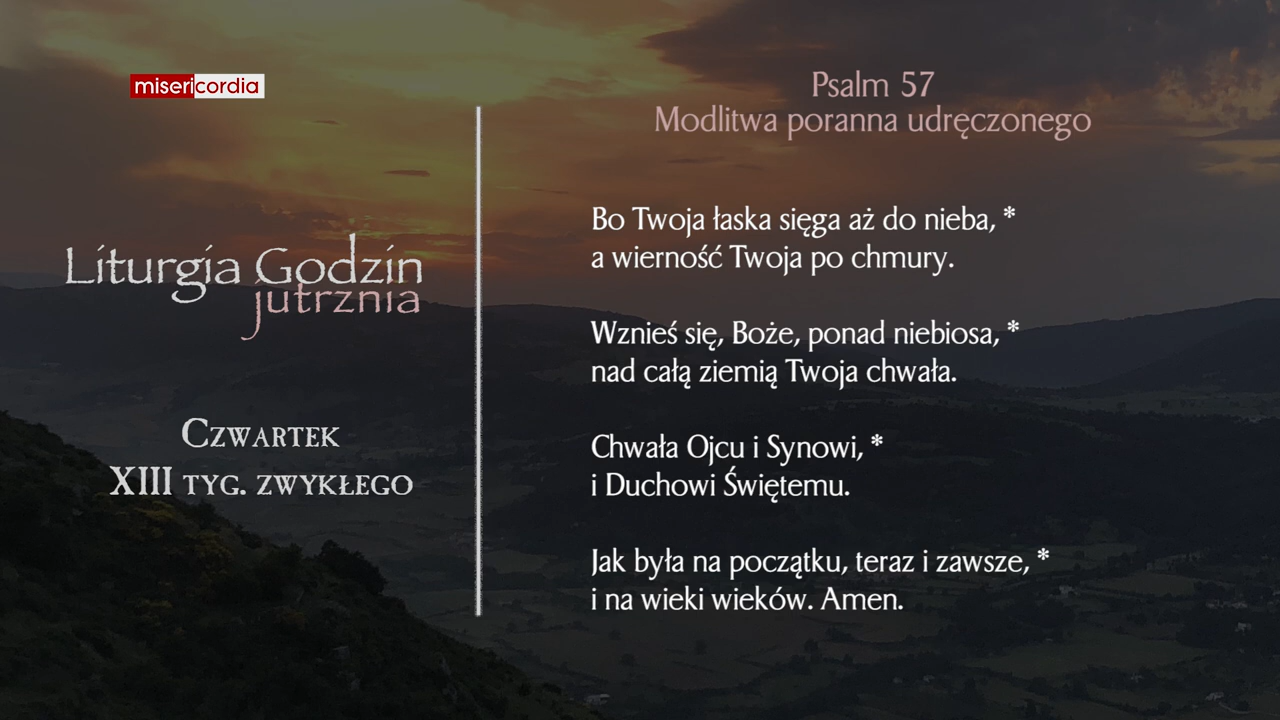 misericordia
Liturgia Godzin
jutrznia
Czwartek
XIII tyg. zwykłego
Psalm 57
Modlitwa poranna udręczonego
Bo Twoja łaska sięga aż do nieba, *
a wierność Twoja po chmury.
Wznieś się, Boże, ponad niebiosa, *
nad całą ziemią Twoja chwała.
Chwała Ojcu i Synowi, *
i Duchowi Świętemu.
Jak była na początku, teraz i zawsze, *
i na wieki wieków. Amen.